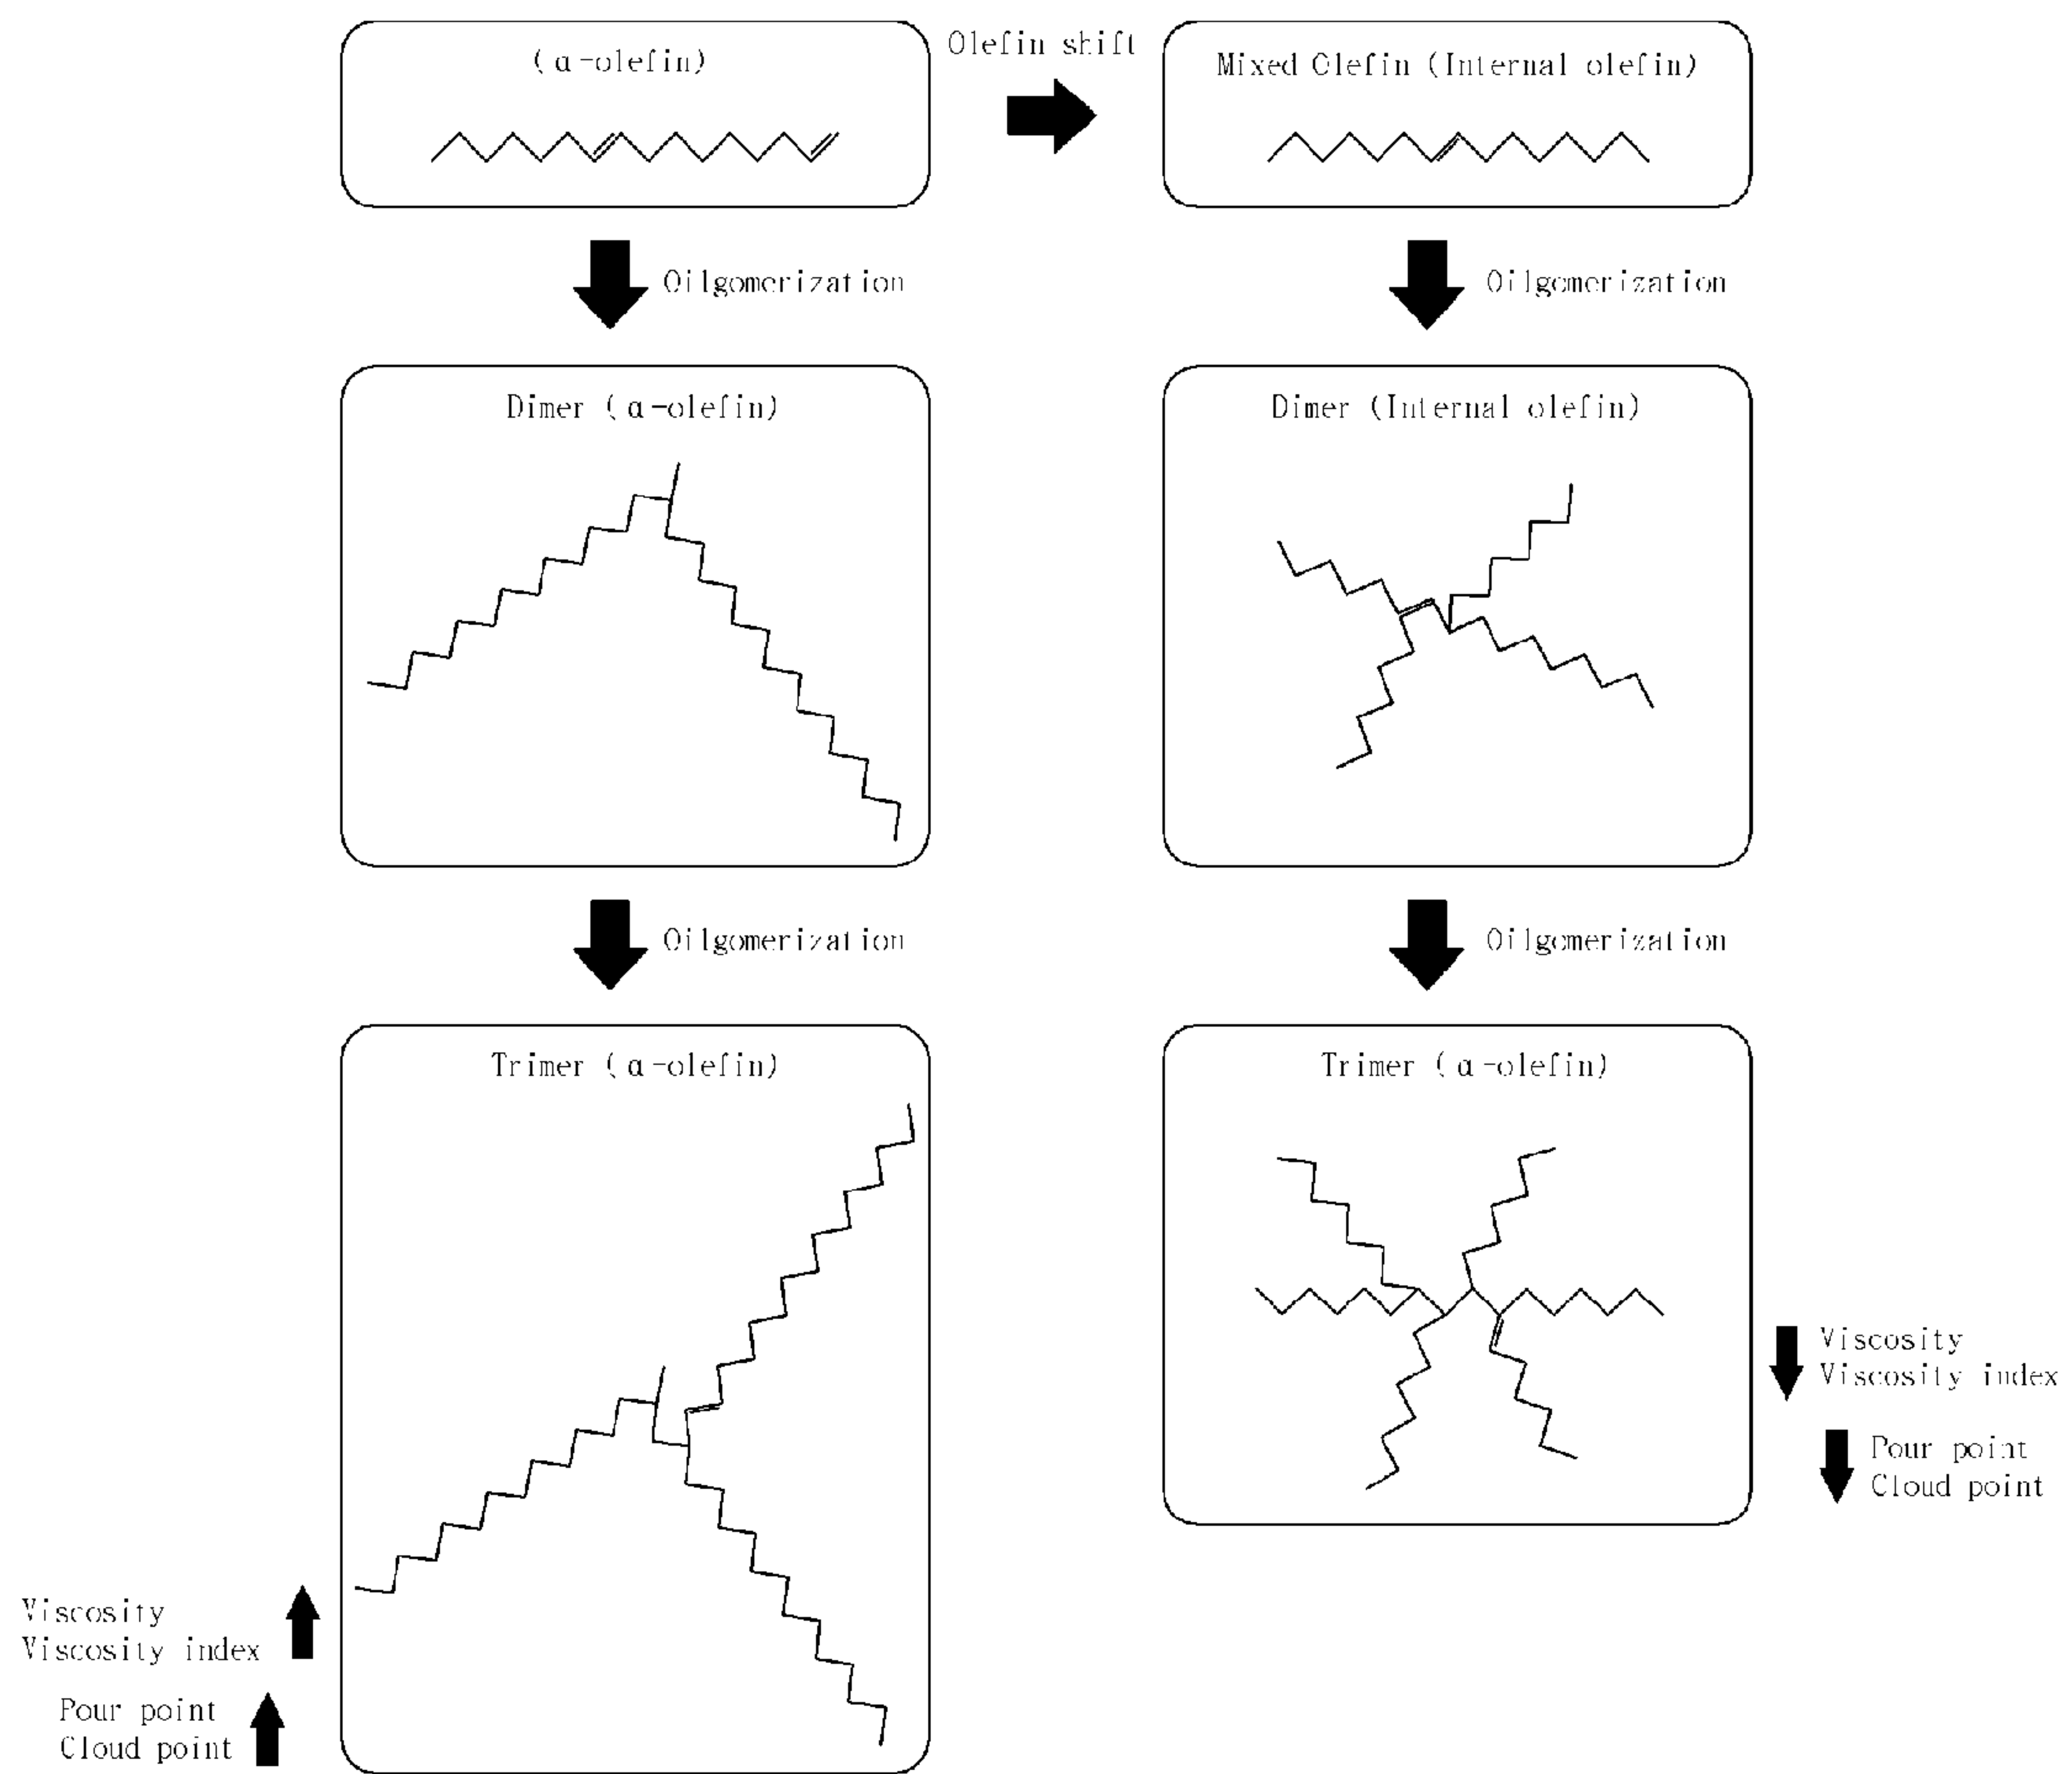 (α-olefin)
Olefin shift
Mixed Olefin (Internal olefin)
Oilgomerization
Oilgomerization
Dimer (α-olefin)
Dimer (Internal olefin)
Oilgomerization
Oilgomerization
Trimer (α-olefin)
Trimer (α-olefin)
Viscosity
Viscosity index
Pour point
Cloud point
Viscosity
Viscosity index
Pour point
Cloud point